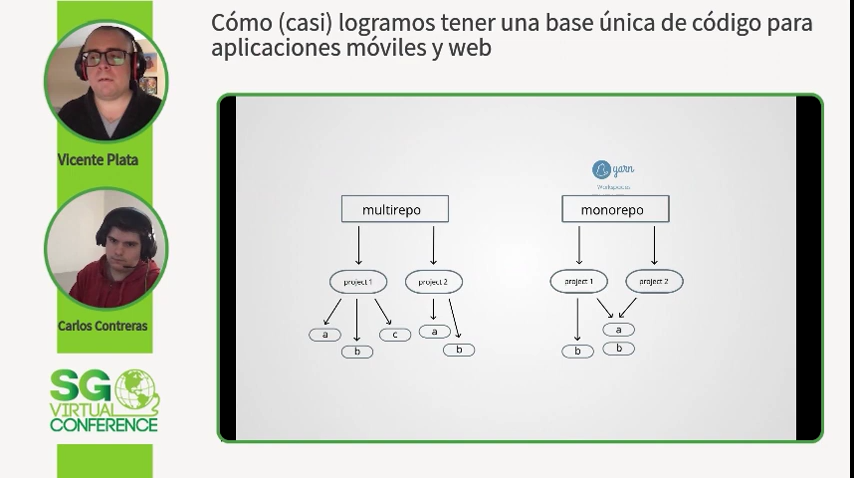 Cómo (casi) logramos tener una base única de código para
aplicaciones móviles y web
Vicente Plata
Carlos Contreras
SG
VIRTUAL
CONFERENCE
yarn
Workspaces
multirepo
monorepo
project 1
project 2
project 1
project 2
a
b
c
a
b
b
a
b